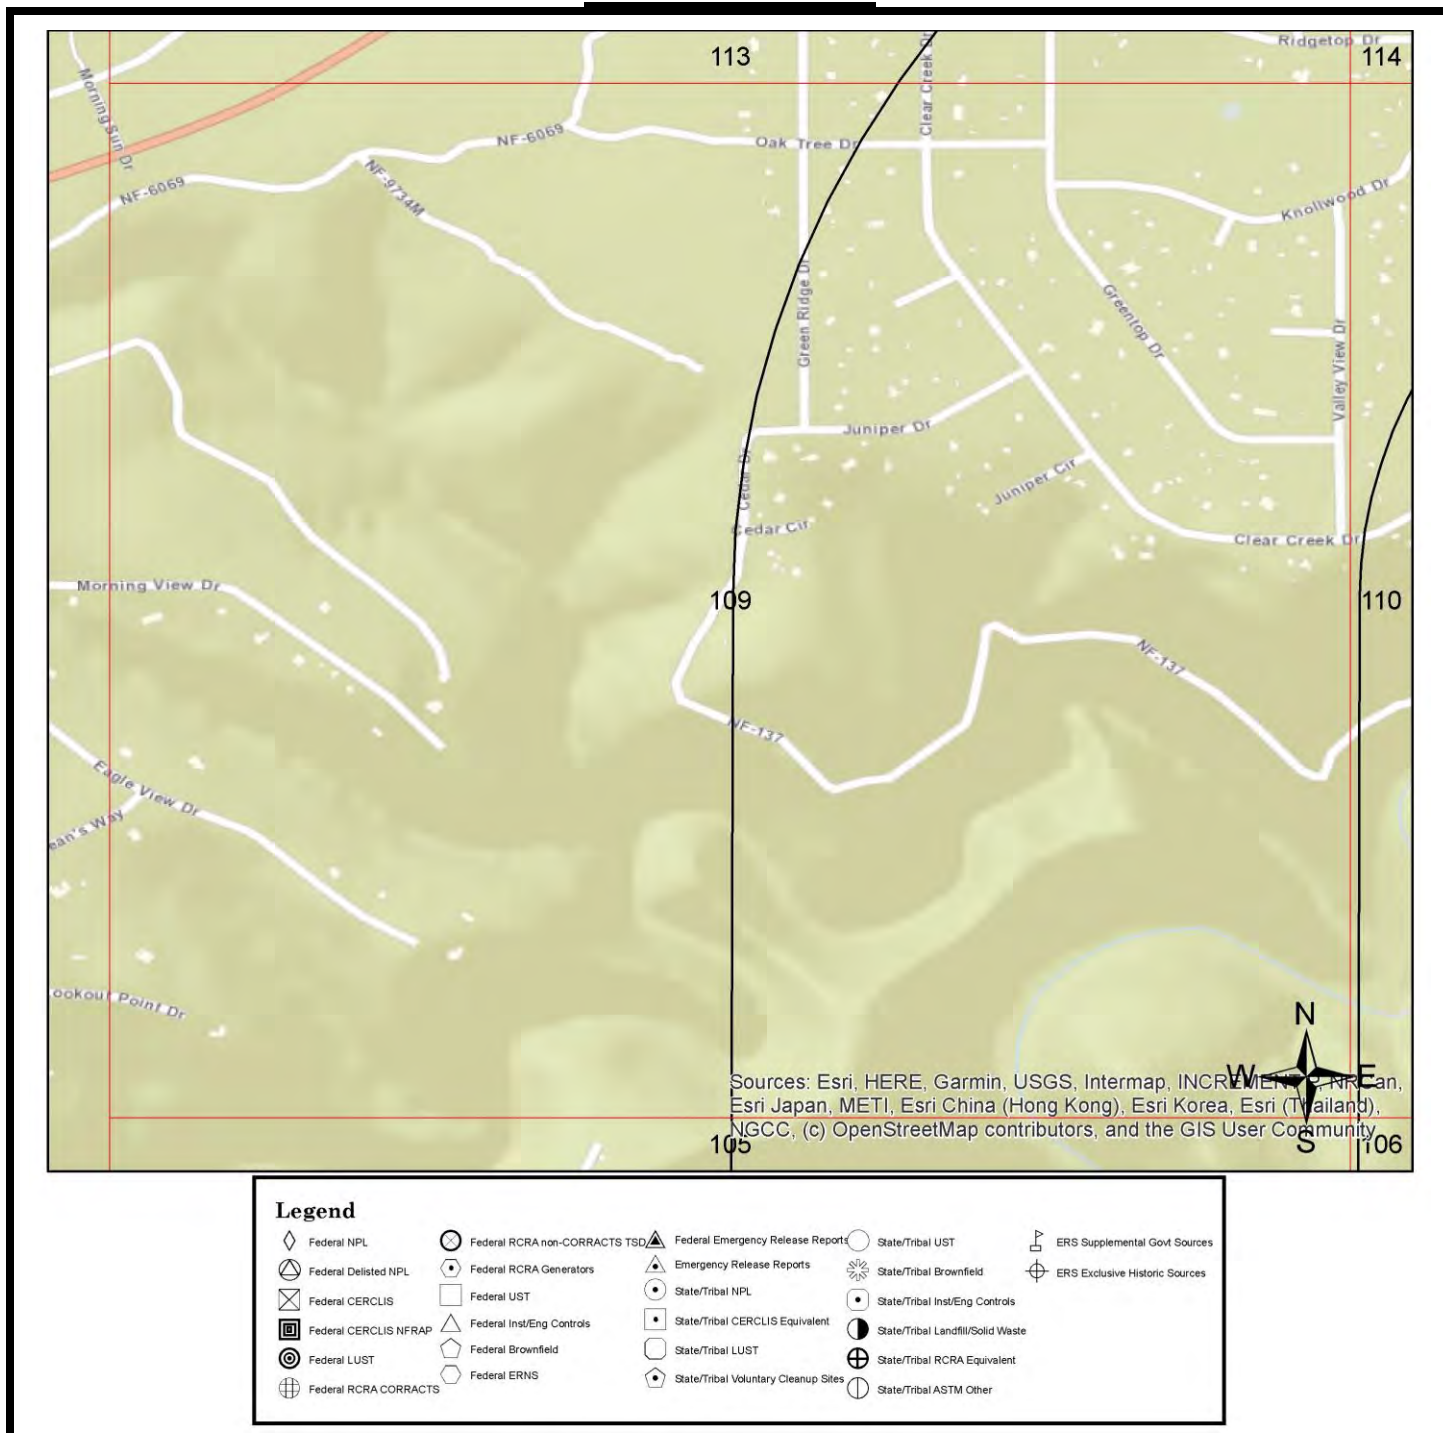 113
Ridgetop Dr
114
Morning Sun Dr
Clear Creek Dr
NF-6069
Oak Tree Dr
NF-6069
NF-9734M
Knollwood Dr
Green Ridge Dr
Greentop Dr
Valley View Dr
Juniper Dr
Cedar Dr
Juniper Cir
Cedar Cir
Clear Creek Dr
Morning View Dr
109
110
NF-137
NF-137
Eagle View Dr
ean's Way
ookout Point Dr
N
W
E
S
Sources: Esri, HERE, Garmin, USGS, Intermap, INCREMENT P, NRCan,
Esri Japan, METI, Esri China (Hong Kong), Esri Korea, Esri (Thailand),
NGCC, (c) OpenStreetMap contributors, and the GIS User Community
105
106
Legend
Federal NPL
Federal Delisted NPL
Federal CERCLIS
Federal CERCLIS NFRAP
Federal LUST
Federal RCRA CORRACTS
Federal RCRA non-CORRACTS TSD
Federal RCRA Generators
Federal UST
Federal Inst/Eng Controls
Federal Brownfield
Federal ERNS
Federal Emergency Release Reports
Emergency Release Reports
State/Tribal NPL
State/Tribal CERCLIS Equivalent
State/Tribal LUST
State/Tribal Voluntary Cleanup Sites
State/Tribal UST
State/Tribal Brownfield
State/Tribal Inst/Eng Controls
State/Tribal Landfill/Solid Waste
State/Tribal RCRA Equivalent
State/Tribal ASTM Other
ERS Supplemental Govt Sources
ERS Exclusive Historic Sources